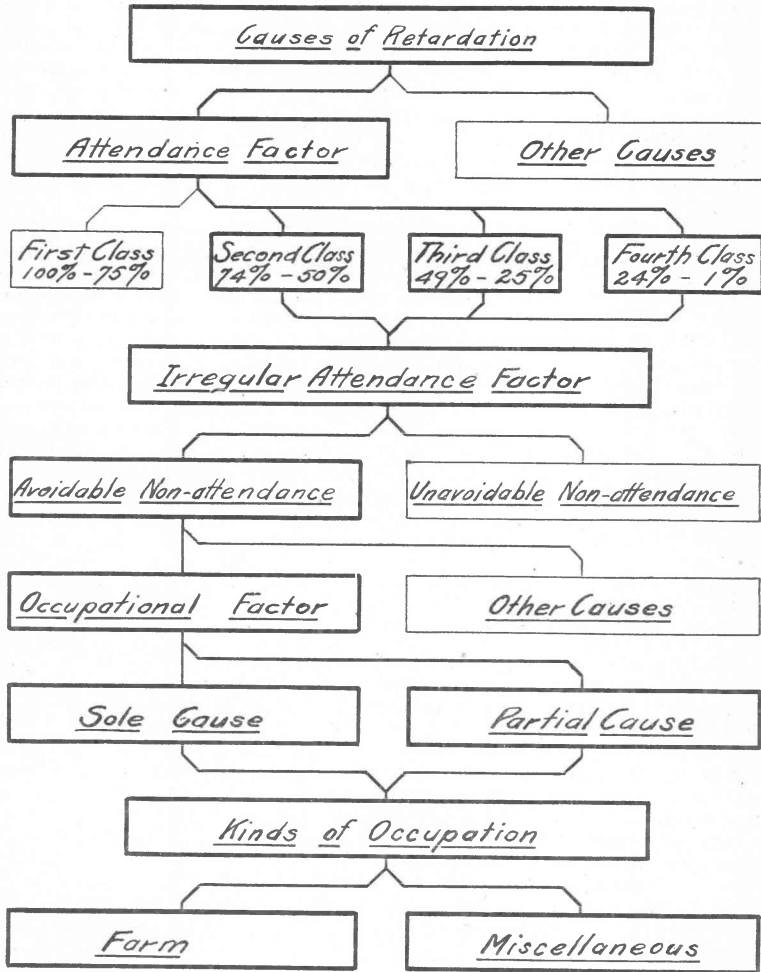 Causes of Retardation
Attendance Factor
Other Causes
First Class
100% - 75%
Second Class
74% - 50%
Third Class
49% - 25%
Fourth Class
24% - 1%
Irregular Attendance Factor
Avoidable Non-attendance
Unavoidable Non-attendance
Occupational Factor
Other Causes
Sole Cause
Partial Cause
Kinds of Occupation
Farm
Miscellaneous